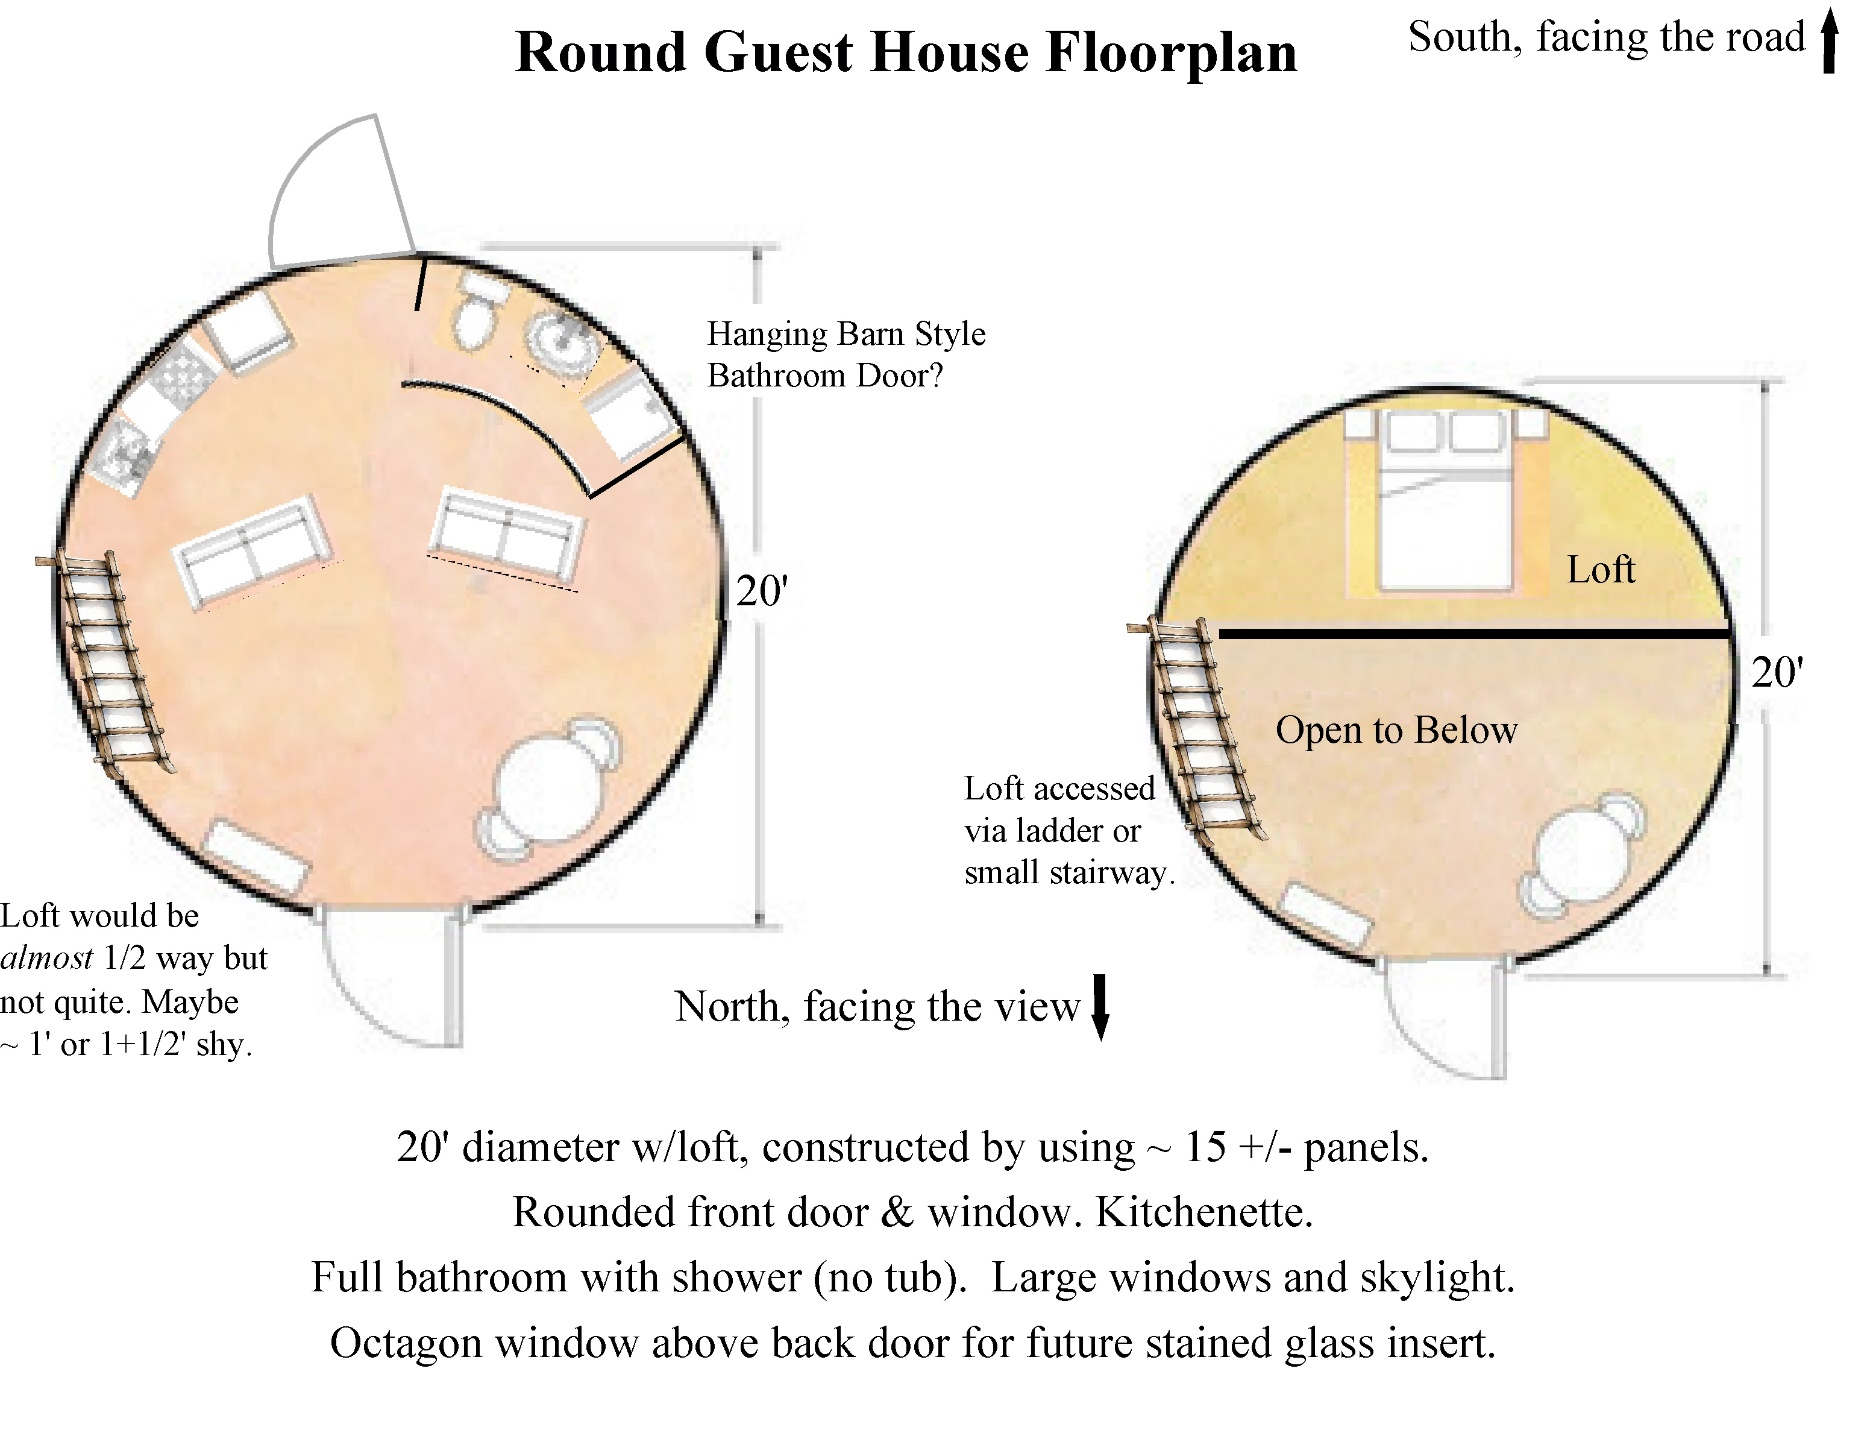 Round Guest House Floorplan
South, facing the road
Hanging Barn Style
Bathroom Door?
20'
Loft
20'
Open to Below
Loft accessed
via ladder or
small stairway.
Loft would be
almost 1/2 way but
not quite. Maybe
~ 1' or 1+1/2' shy.
North, facing the view
20' diameter w/loft, constructed by using ~ 15 +/- panels.
Rounded front door & window. Kitchenette.
Full bathroom with shower (no tub).  Large windows and skylight.
Octagon window above back door for future stained glass insert.